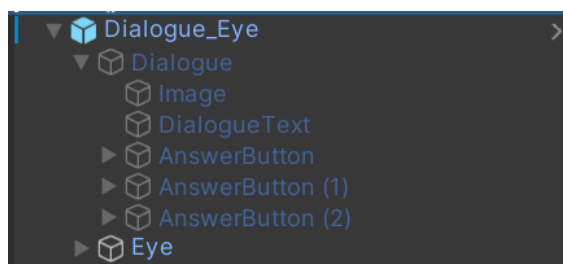 Dialogue_Eye
Dialogue
Image
DialogueText
AnswerButton
AnswerButton (1)
AnswerButton (2)
Eye